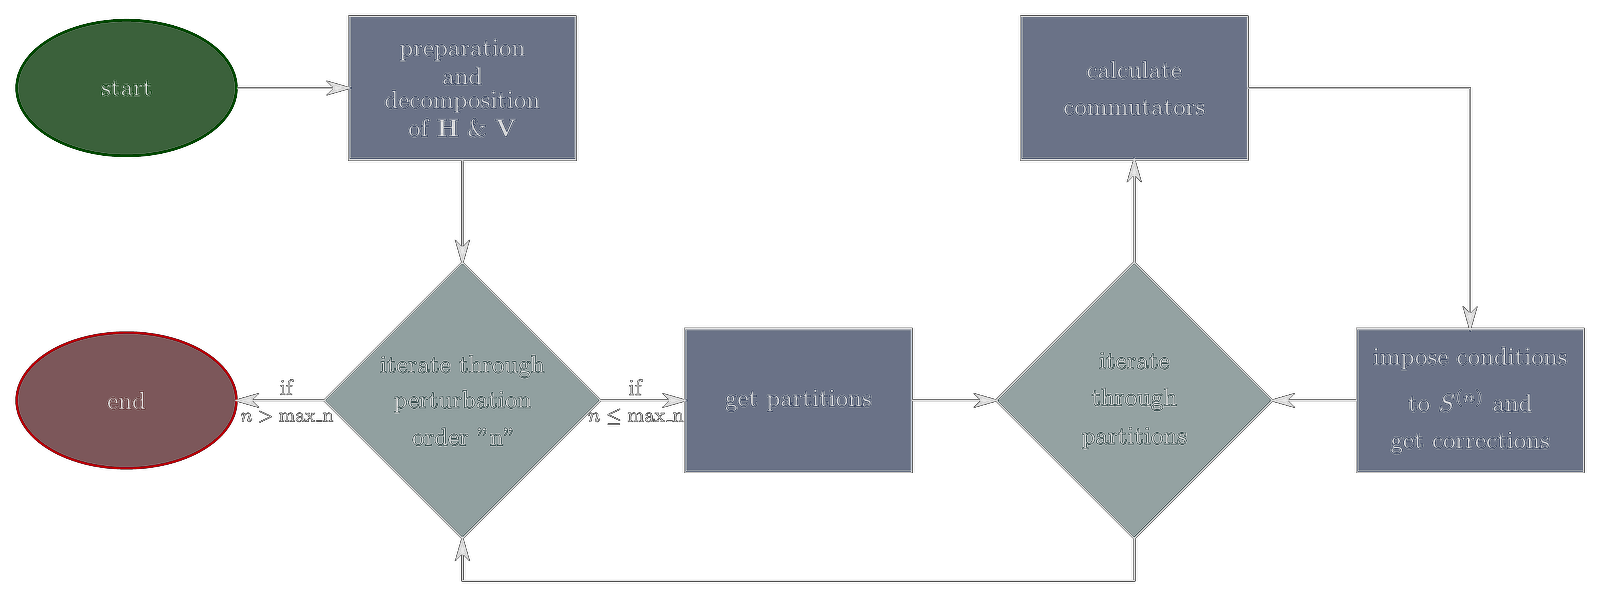 start
preparation
and
decomposition
of H & V
calculate
commutators
end
if
n > max_n
iterate through
perturbation
order ”n”
if
n ≤ max_n
get partitions
iterate
through
partitions
impose conditions
to S⁽ⁿ⁾ and
get corrections